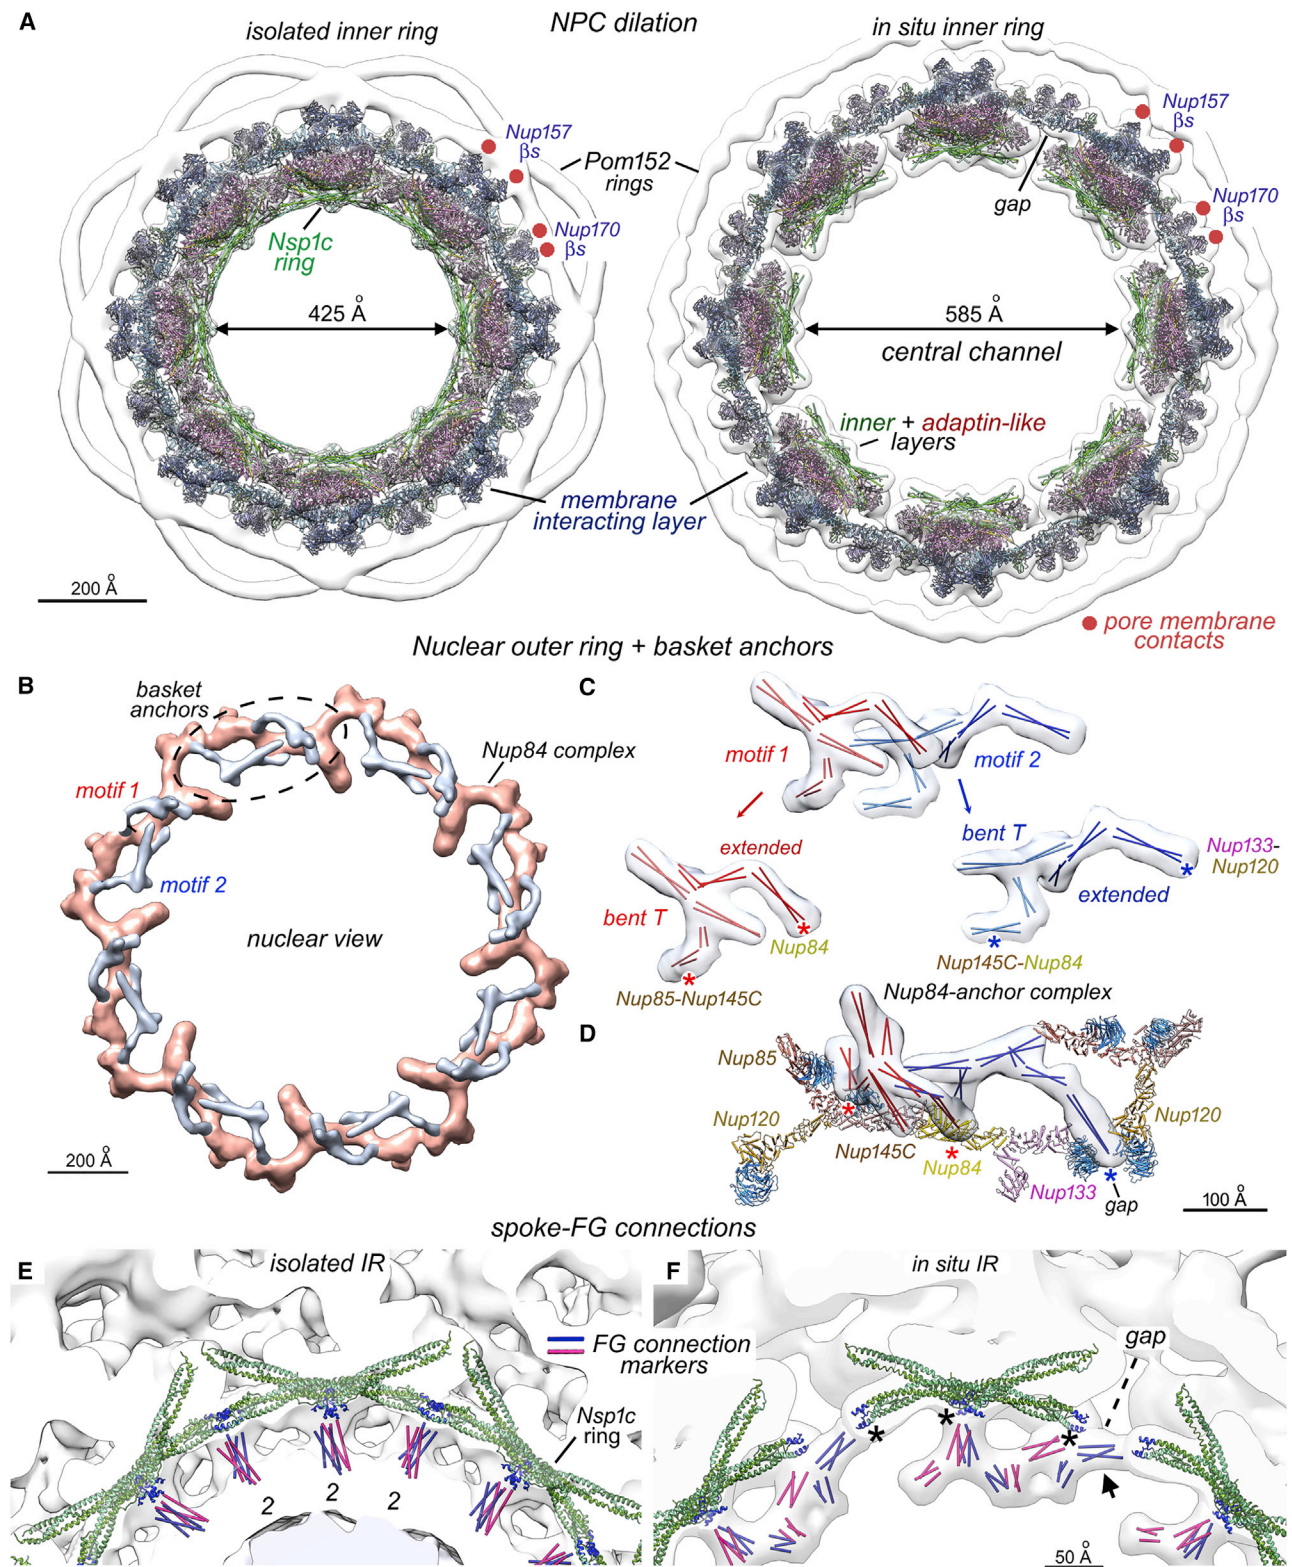 A
NPC dilation
isolated inner ring
in situ inner ring
Nup157
βs
Nup170
βs
Pom152
rings
Nsp1c
ring
425 Å
200 Å
Nup157
βs
Nup170
βs
gap
585 Å
central channel
inner + adaptin-like
layers
membrane
interacting layer
pore membrane
contacts
Nuclear outer ring + basket anchors
B
basket
anchors
Nup84 complex
motif 1
motif 2
nuclear view
200 Å
C
motif 1
motif 2
extended
bent T
*
Nup84
*
Nup85-Nup145C
bent T
extended
*
Nup133-
Nup120
*
Nup145C-Nup84
Nup84-anchor complex
D
Nup85
Nup120
*
Nup145C
*
Nup84
Nup133
*
gap
Nup120
100 Å
spoke-FG connections
E
isolated IR
FG connection
markers
Nsp1c
ring
2
2
2
F
in situ IR
gap
*
*
*
50 Å